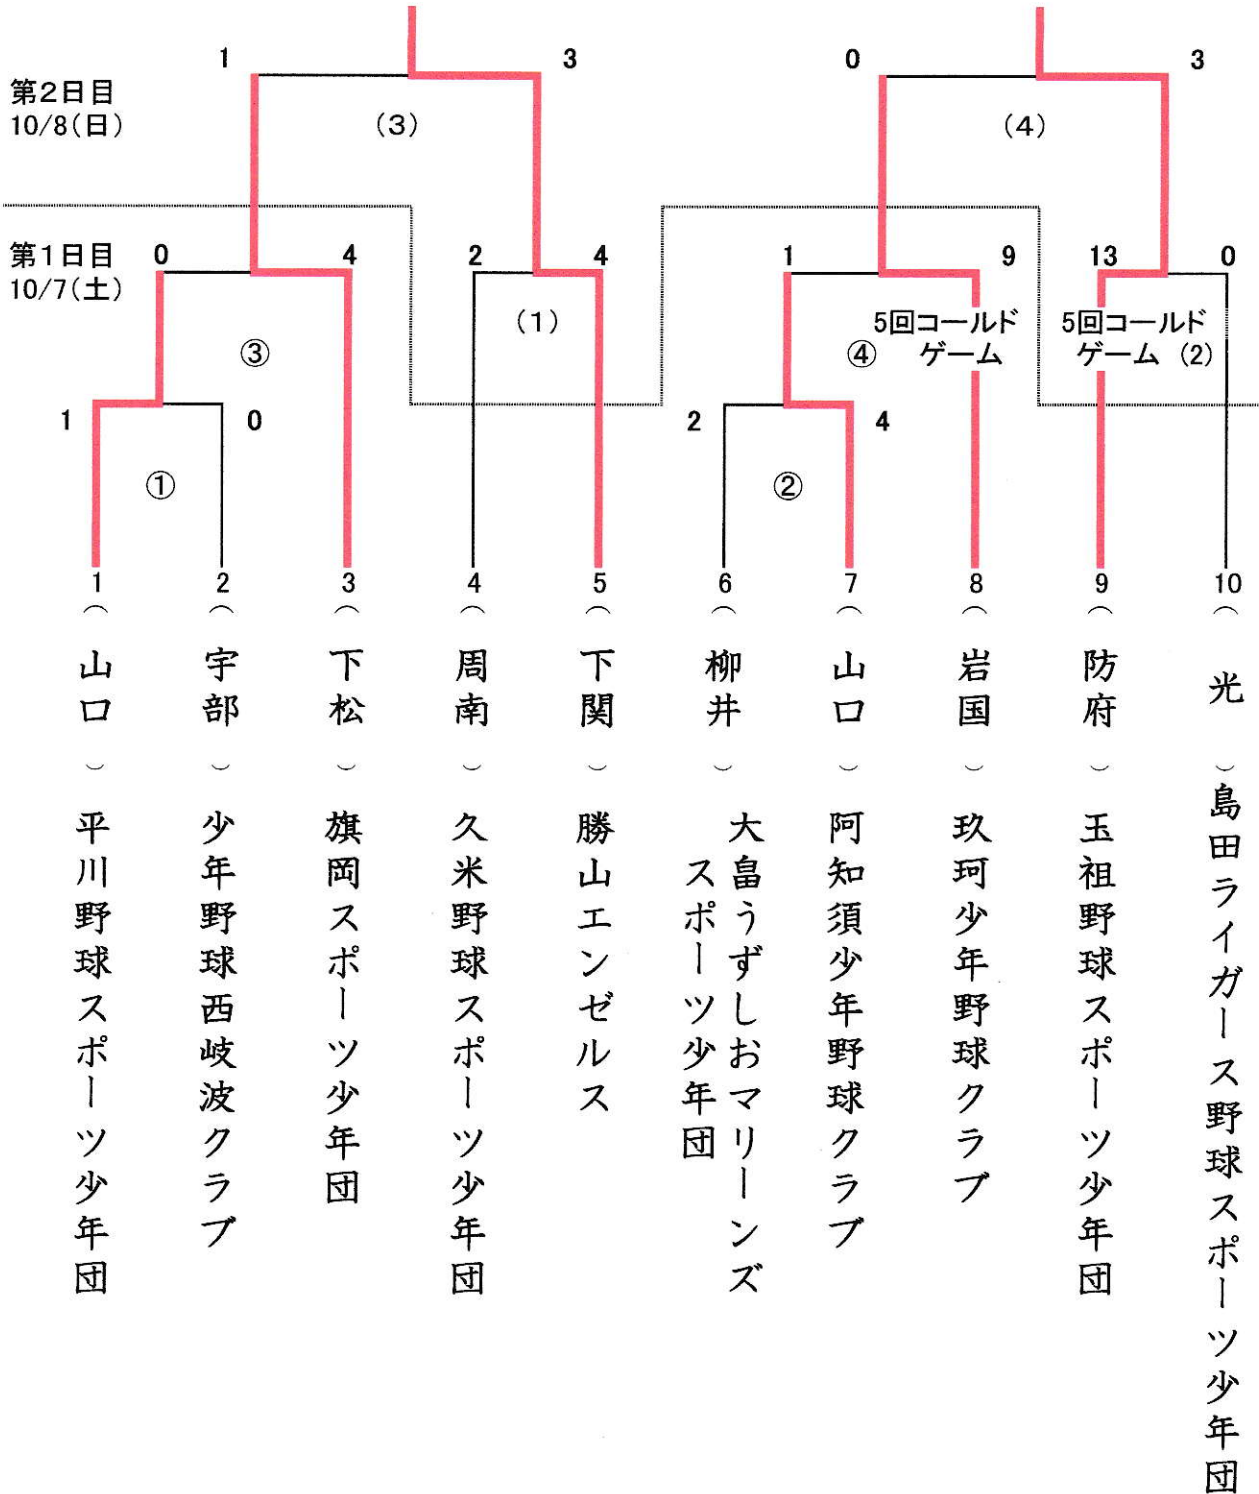 1
3
0
3
第2日目
10/8(日)
(3)
(4)
第1日目
10/7(土)
0
4
2
4
1
9
13
0
(1)
5回コールド
ゲーム
5回コールド
ゲーム
(2)
③
④
1
0
2
4
①
②
1
2
3
4
5
6
7
8
9
10
(山口)平川野球スポーツ少年団
(宇部)少年野球西岐波クラブ
(下松)旗岡スポーツ少年団
(周南)久米野球スポーツ少年団
(下関)勝山エンゼルス
(柳井)大畠うずしおマリーンズ
スポーツ少年団
(山口)阿知須少年野球クラブ
(岩国)玖珂少年野球クラブ
(防府)玉祖野球スポーツ少年団
(光)島田ライガース野球スポーツ少年団